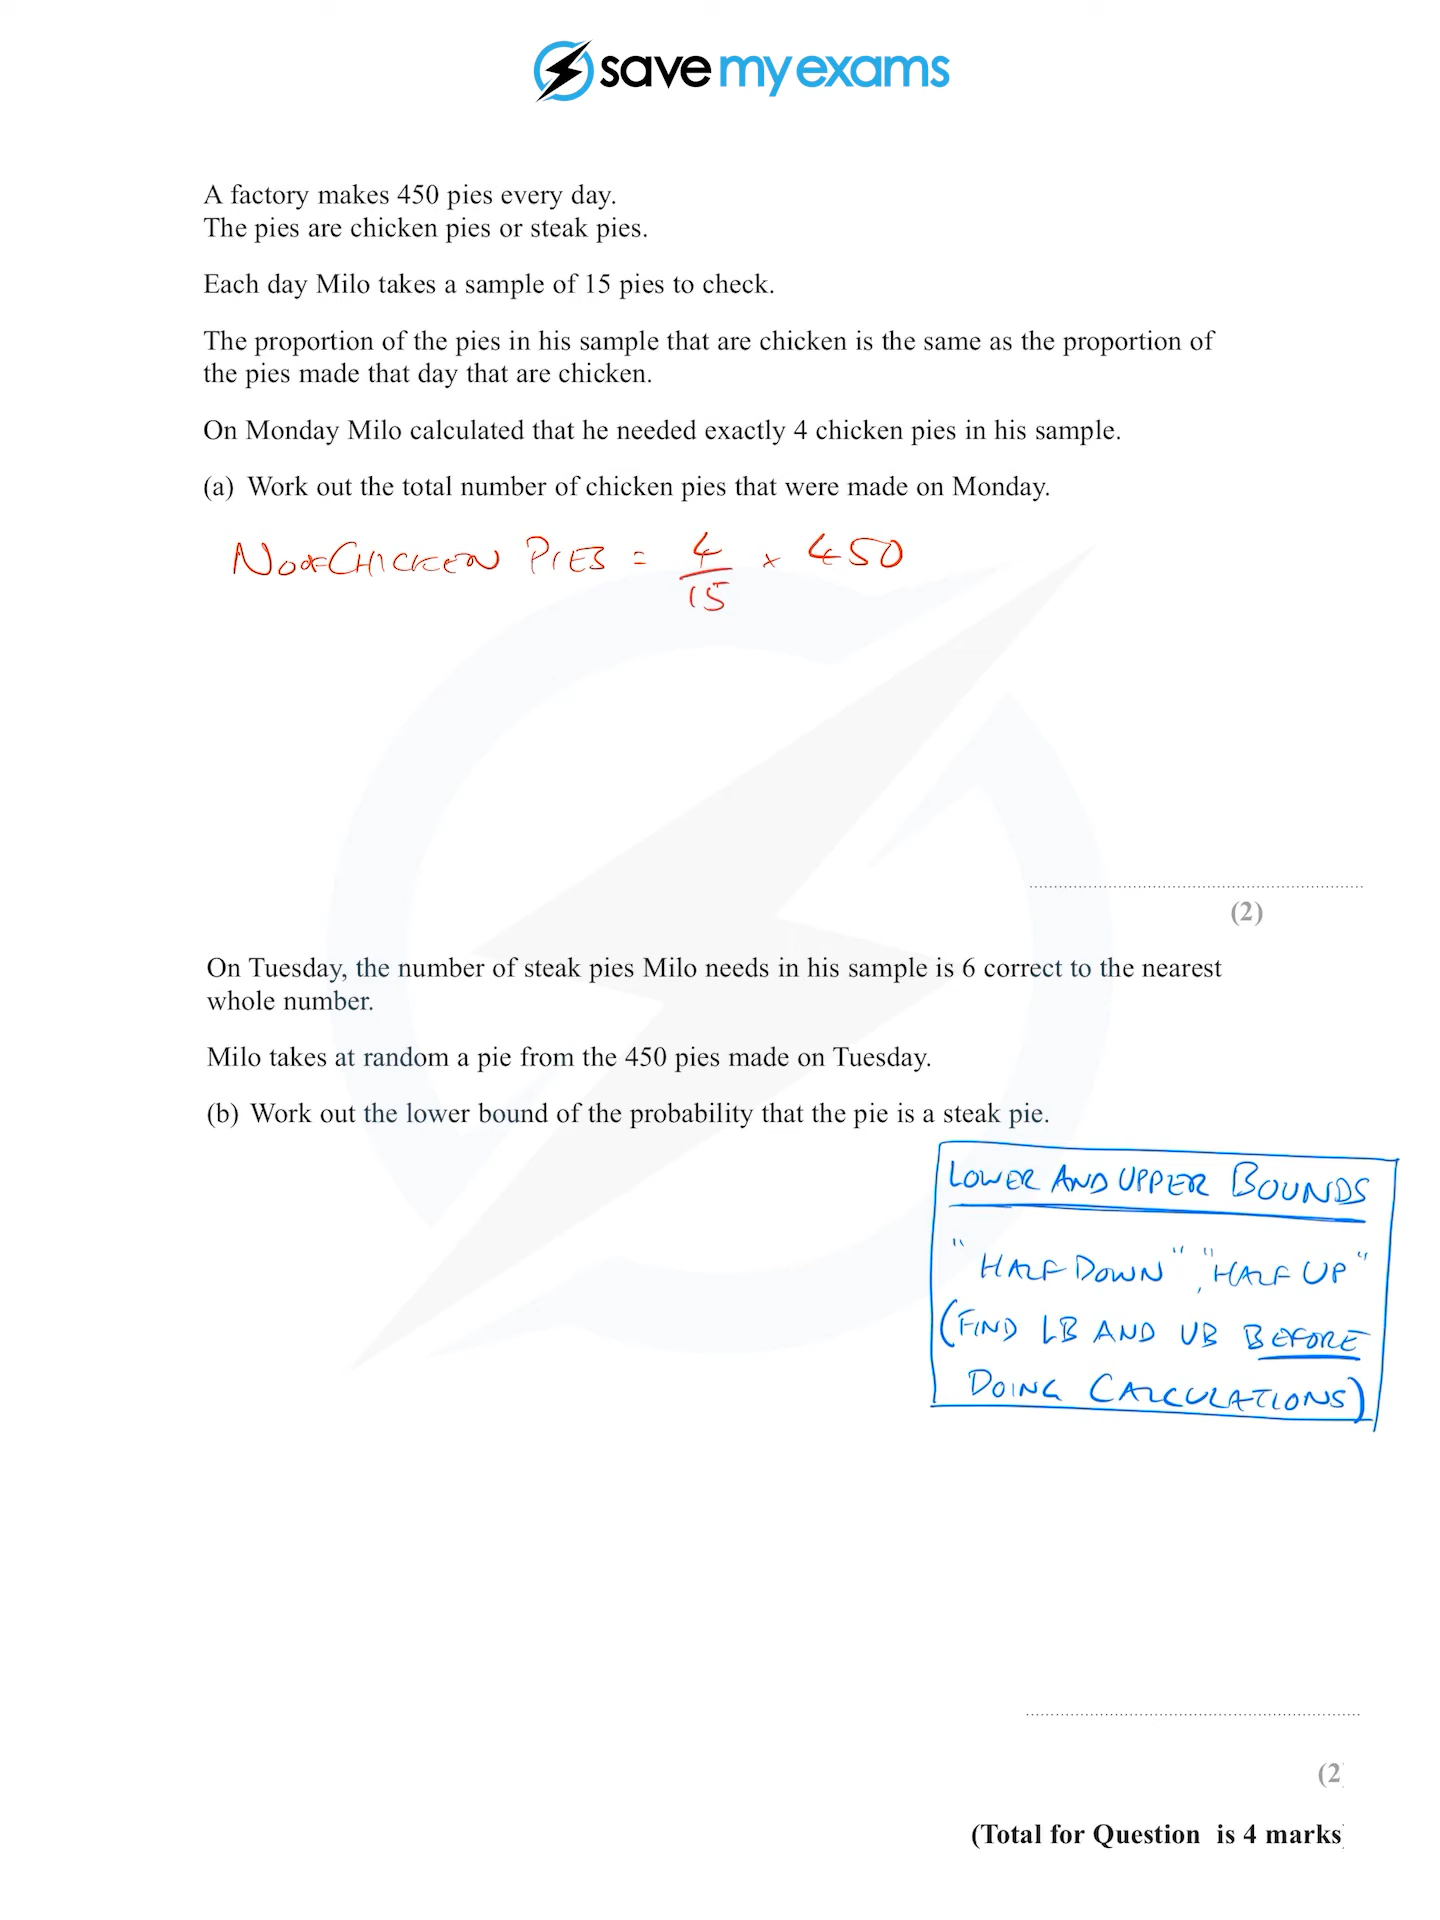 save my exams
A factory makes 450 pies every day.
The pies are chicken pies or steak pies.
Each day Milo takes a sample of 15 pies to check.
The proportion of the pies in his sample that are chicken is the same as the proportion of
the pies made that day that are chicken.
On Monday Milo calculated that he needed exactly 4 chicken pies in his sample.
(a) Work out the total number of chicken pies that were made on Monday.
NO OF CHICKEN PIES = 4/15 × 450
(2)
On Tuesday, the number of steak pies Milo needs in his sample is 6 correct to the nearest
whole number.
Milo takes at random a pie from the 450 pies made on Tuesday.
(b) Work out the lower bound of the probability that the pie is a steak pie.
LOWER AND UPPER BOUNDS
"HALF DOWN", "HALF UP"
(FIND LB AND UB BEFORE
DOING CALCULATIONS)
(2
(Total for Question is 4 marks